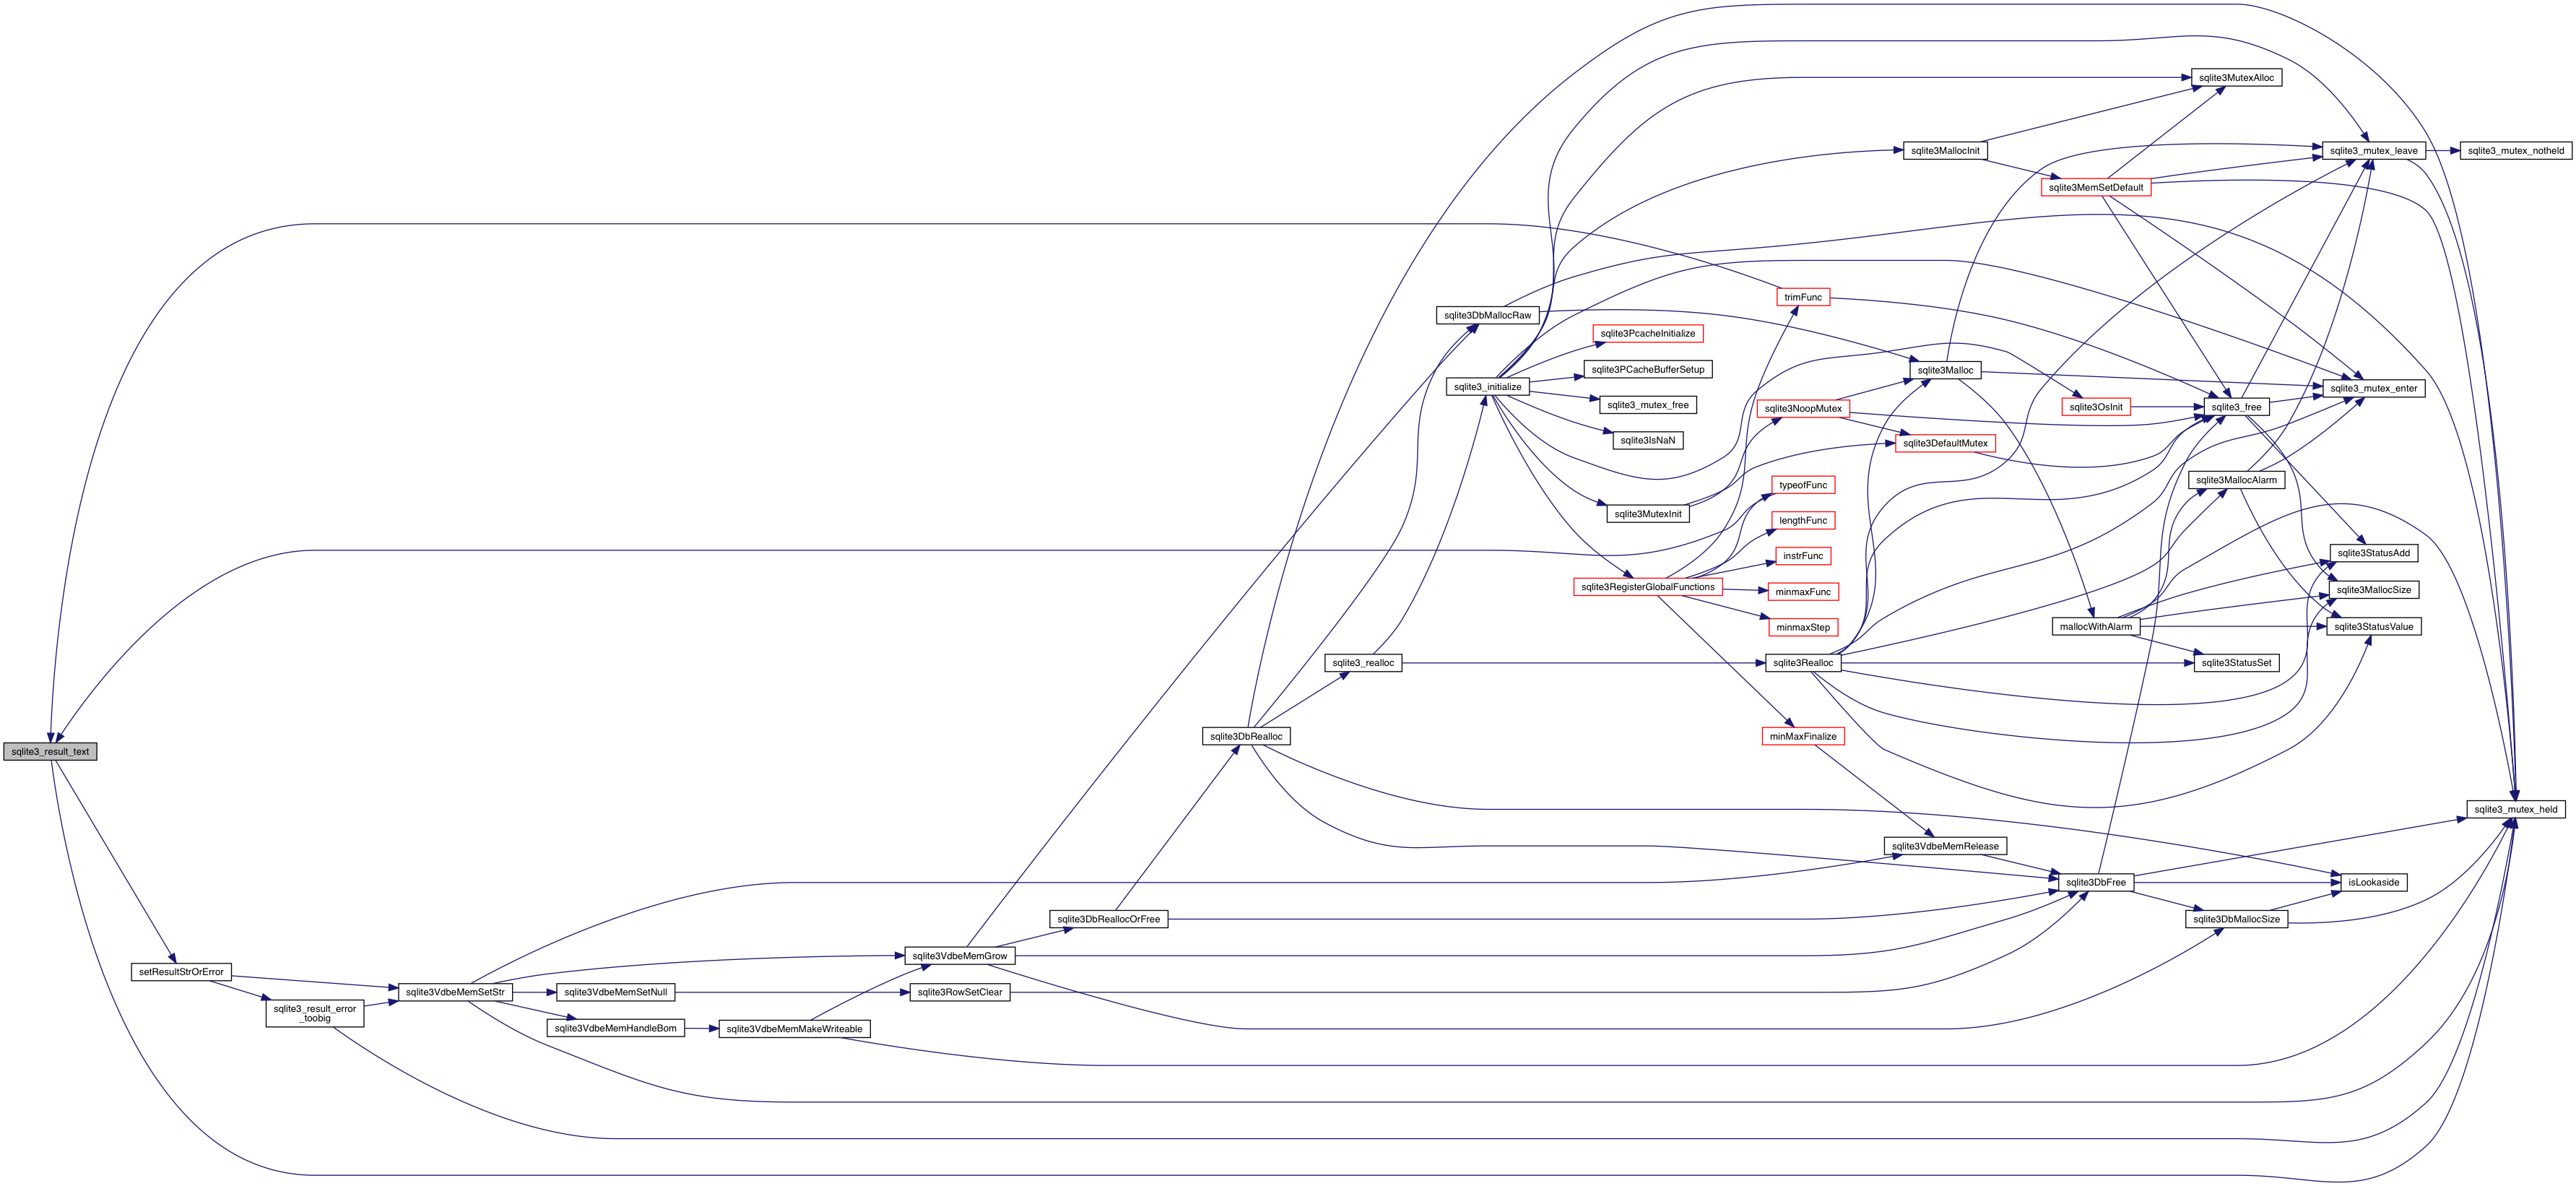 sqlite3MutexAlloc
sqlite3MallocInit
sqlite3_mutex_leave
sqlite3_mutex_notheld
sqlite3MemSetDefault
trimFunc
sqlite3DbMallocRaw
sqlite3PcacheInitialize
sqlite3PCacheBufferSetup
sqlite3Malloc
sqlite3_initialize
sqlite3_mutex_enter
sqlite3_mutex_free
sqlite3NoopMutex
sqlite3OsInit
sqlite3_free
sqlite3IsNaN
sqlite3DefaultMutex
sqlite3MallocAlarm
typeofFunc
sqlite3MutexInit
lengthFunc
instrFunc
sqlite3StatusAdd
sqlite3RegisterGlobalFunctions
minmaxFunc
sqlite3MallocSize
minmaxStep
mallocWithAlarm
sqlite3StatusValue
sqlite3_realloc
sqlite3Realloc
sqlite3StatusSet
sqlite3DbRealloc
minMaxFinalize
sqlite3_result_text
sqlite3_mutex_held
sqlite3VdbeMemRelease
sqlite3DbFree
isLookaside
sqlite3DbReallocOrFree
sqlite3DbMallocSize
sqlite3VdbeMemGrow
setResultStrOrError
sqlite3VdbeMemSetStr
sqlite3VdbeMemSetNull
sqlite3RowSetClear
sqlite3_result_error
_toobig
sqlite3VdbeMemHandleBom
sqlite3VdbeMemMakeWriteable